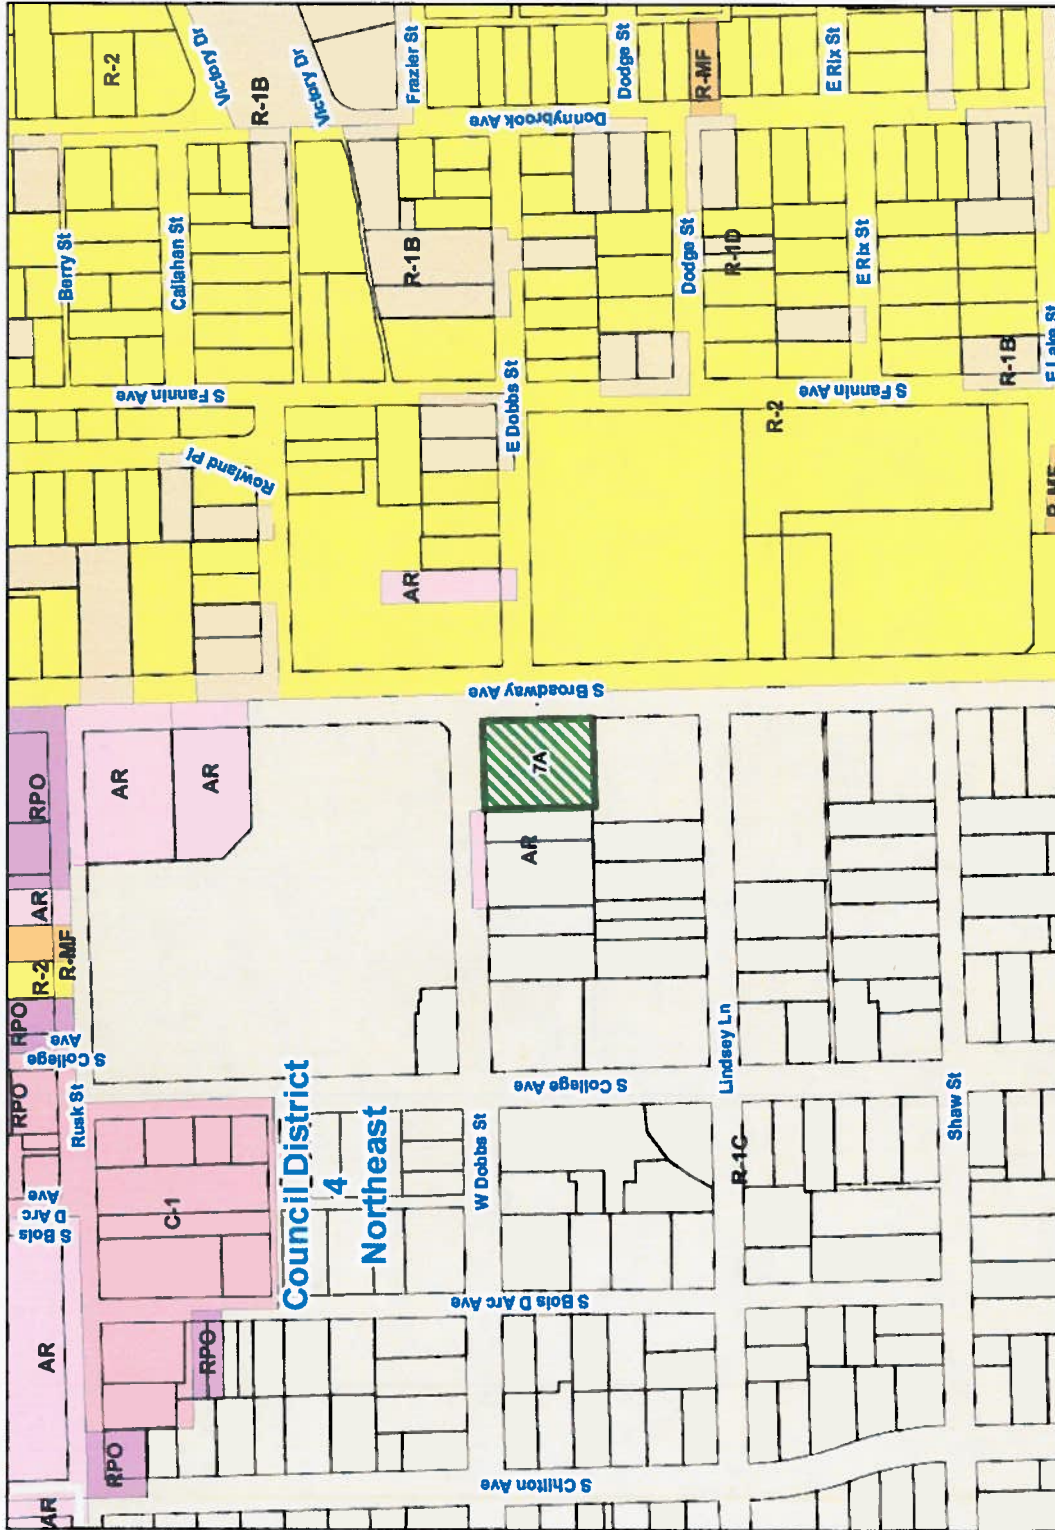 R-2
Victory Dr
R-1B
Victory Dr
Frazier St
Dodge St
R-MF
E Rix St
Donnybrook Ave
Berry St
Callahan St
R-1B
Dodge St
R-1D
E Rix St
R-1B
E Lake St
S Fannin Ave
S Fannin Ave
R-2
Rowland Pl
E Dobbs St
R-MF
AR
S Broadway Ave
RPO
AR
AR
7A
AR
AR
R-MF
R-2
RPO
S College
Ave
S College Ave
Lindsey Ln
Rusk St
RPO
Council District
4
Northeast
W Dobbs St
R-1C
Shaw St
S Bois
D Arc
Ave
C-1
S Bois D Arc Ave
AR
RPO
RPO
S Chilton Ave
AR